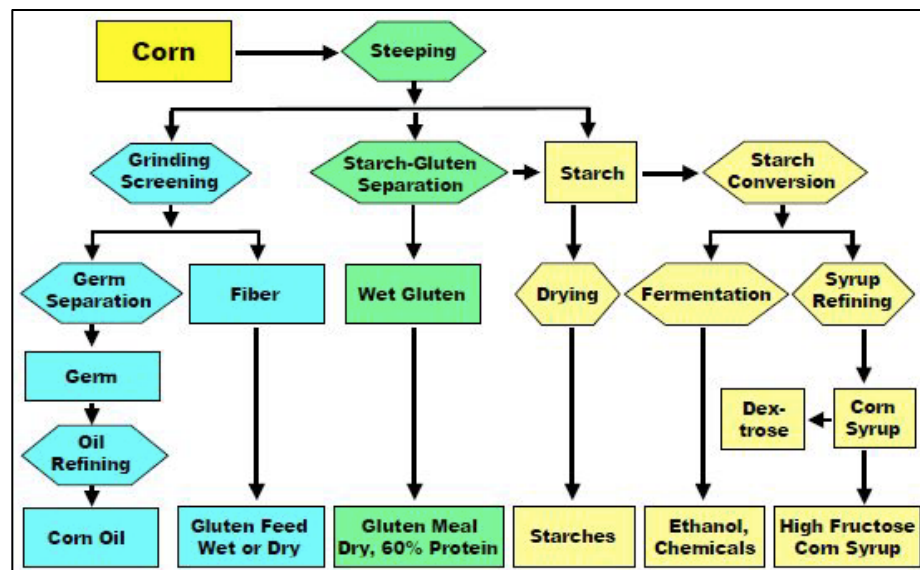 Corn
Steeping
Grinding
Screening
Starch-Gluten
Separation
Starch
Starch
Conversion
Germ
Separation
Fiber
Wet Gluten
Drying
Fermentation
Syrup
Refining
Germ
Dex-
trose
Corn
Syrup
Oil
Refining
Corn Oil
Gluten Feed
Wet or Dry
Gluten Meal
Dry, 60% Protein
Starches
Ethanol,
Chemicals
High Fructose
Corn Syrup